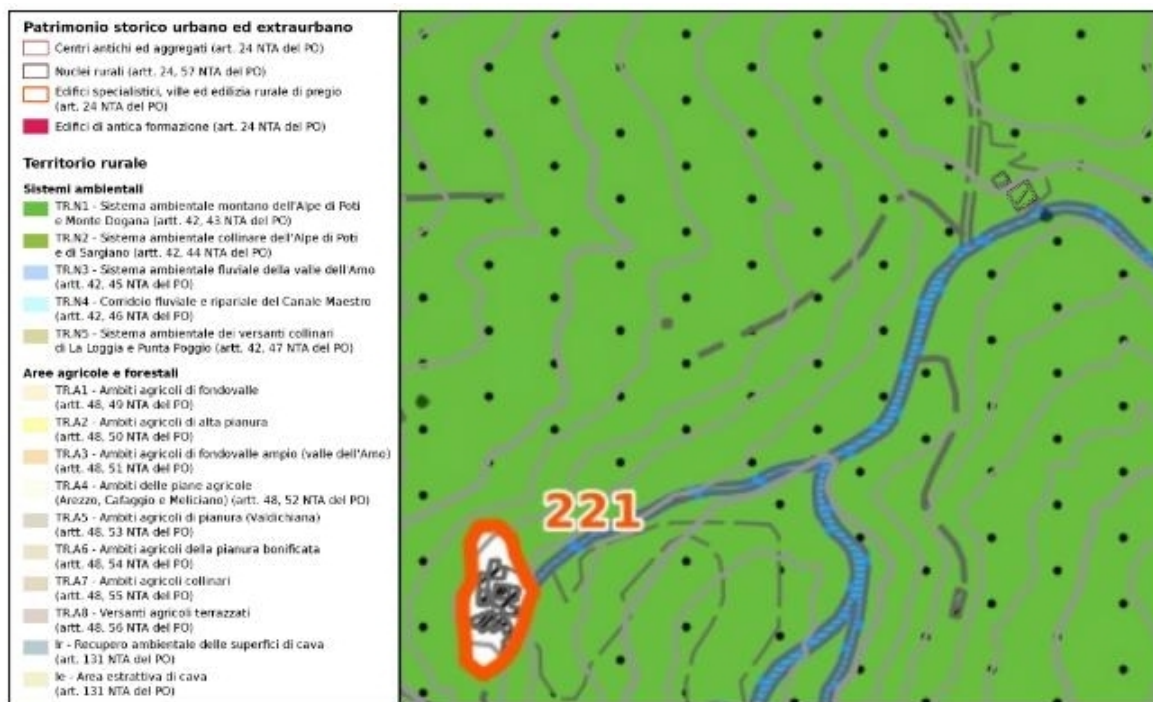 Patrimonio storico urbano ed extraurbano
Centri antichi ed aggregati (art. 24 NTA del PO)
Nuclei rurali (artt. 24, 57 NTA del PO)
Edifici specialistici, ville ed edilizia rurale di pregio
(art. 24 NTA del PO)
Edifici di antica formazione (art. 24 NTA del PO)
Territorio rurale
Sistemi ambientali
TR.N1 - Sistema ambientale montano dell'Alpe di Poti
e Monte Dogana (artt. 42, 43 NTA del PO)
TR.N2 - Sistema ambientale collinare dell'Alpe di Poti
e di Sargiano (artt. 42, 44 NTA del PO)
TR.N3 - Sistema ambientale fluviale della valle dell'Arno
(artt. 42, 45 NTA del PO)
TR.N4 - Corridoio fluviale e ripariale del Canale Maestro
(artt. 42, 46 NTA del PO)
TR.N5 - Sistema ambientale dei versanti collinari
di La Loggia e Punta Poggio (artt. 42, 47 NTA del PO)
Aree agricole e forestali
TR.A1 - Ambiti agricoli di fondovalle
(artt. 48, 49 NTA del PO)
TR.A2 - Ambiti agricoli di alta pianura
(artt. 48, 50 NTA del PO)
TR.A3 - Ambiti agricoli di fondovalle ampio (valle dell'Arno)
(artt. 48, 51 NTA del PO)
TR.A4 - Ambiti delle piane agricole
(Arezzo, Cafaggio e Meliciano) (artt. 48, 52 NTA del PO)
TR.A5 - Ambiti agricoli di pianura (Valdichiana)
(artt. 48, 53 NTA del PO)
TR.A6 - Ambiti agricoli della pianura bonificata
(artt. 48, 54 NTA del PO)
TR.A7 - Ambiti agricoli collinari
(artt. 48, 55 NTA del PO)
TR.A8 - Versanti agricoli terrazzati
(artt. 48, 56 NTA del PO)
Ir - Recupero ambientale delle superfici di cava
(art. 131 NTA del PO)
Ie - Area estrattiva di cava
(art. 131 NTA del PO)
221